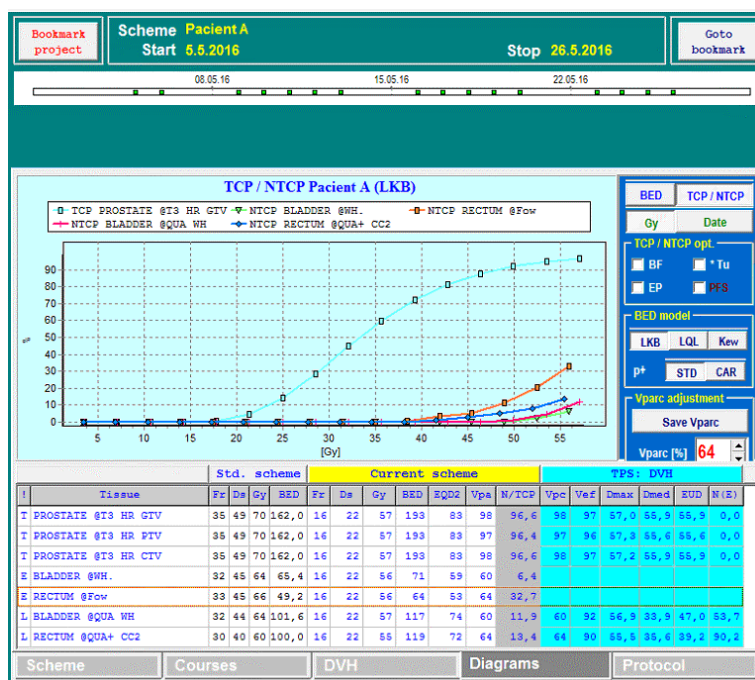 Bookmark project
Scheme Pacient A
Start 5.5.2016
Stop 26.5.2016
Goto bookmark
08.05.16 15.05.16 22.05.16
TCP / NTCP Pacient A (LKB)
TCP PROSTATE @T3 HR GTV NTCP BLADDER @WH. NTCP RECTUM @Fow
NTCP BLADDER @QUA WH NTCP RECTUM @QUA+ CC2
90
80
70
60
50
40
30
20
10
0
%
5 10 15 20 25 30 35 40 45 50 55
[Gy]
BED TCP / NTCP
Gy Date
TCP / NTCP opt.
BF * Tu
EP PFS
BED model
LKB LQL Kew
p+ STD CAR
Vparc adjustment
Save Vparc
Vparc [%] 64
Std. scheme Current scheme TPS: DVH
! Tissue Fr Ds Gy BED Fr Ds Gy BED EQD2 Vpa N/TCP Vpc Vef Dmax Dmed EUD N(E)
T PROSTATE @T3 HR GTV 35 49 70 162,0 16 22 57 193 83 98 96,6 98 97 57,0 55,9 55,9 0,0
T PROSTATE @T3 HR PTV 35 49 70 162,0 16 22 57 193 83 97 96,4 97 96 57,3 55,6 55,6 0,0
T PROSTATE @T3 HR CTV 35 49 70 162,0 16 22 57 193 83 98 96,6 98 97 57,2 55,9 55,9 0,0
E BLADDER @WH. 32 45 64 65,4 16 22 56 71 59 60 6,4
E RECTUM @Fow 33 45 66 49,2 16 22 56 64 53 64 32,7
L BLADDER @QUA WH 32 44 64 101,6 16 22 57 117 74 60 11,9 60 92 56,9 33,9 47,0 53,7
L RECTUM @QUA+ CC2 30 40 60 100,0 16 22 55 119 72 64 13,4 64 90 55,5 35,6 39,2 90,2
Scheme Courses DVH Diagrams Protocol